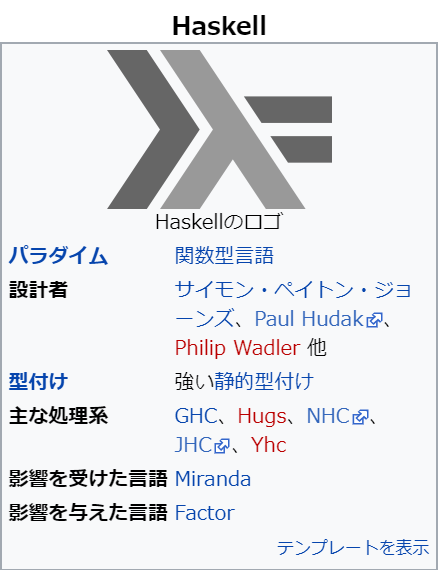 Haskell
Haskellのロゴ
パラダイム 関数型言語
設計者 サイモン・ペイトン・ジョ
ーンズ、Paul Hudak、
Philip Wadler 他
型付け 強い静的型付け
主な処理系 GHC、Hugs、NHC、
JHC、Yhc
影響を受けた言語 Miranda
影響を与えた言語 Factor
テンプレートを表示